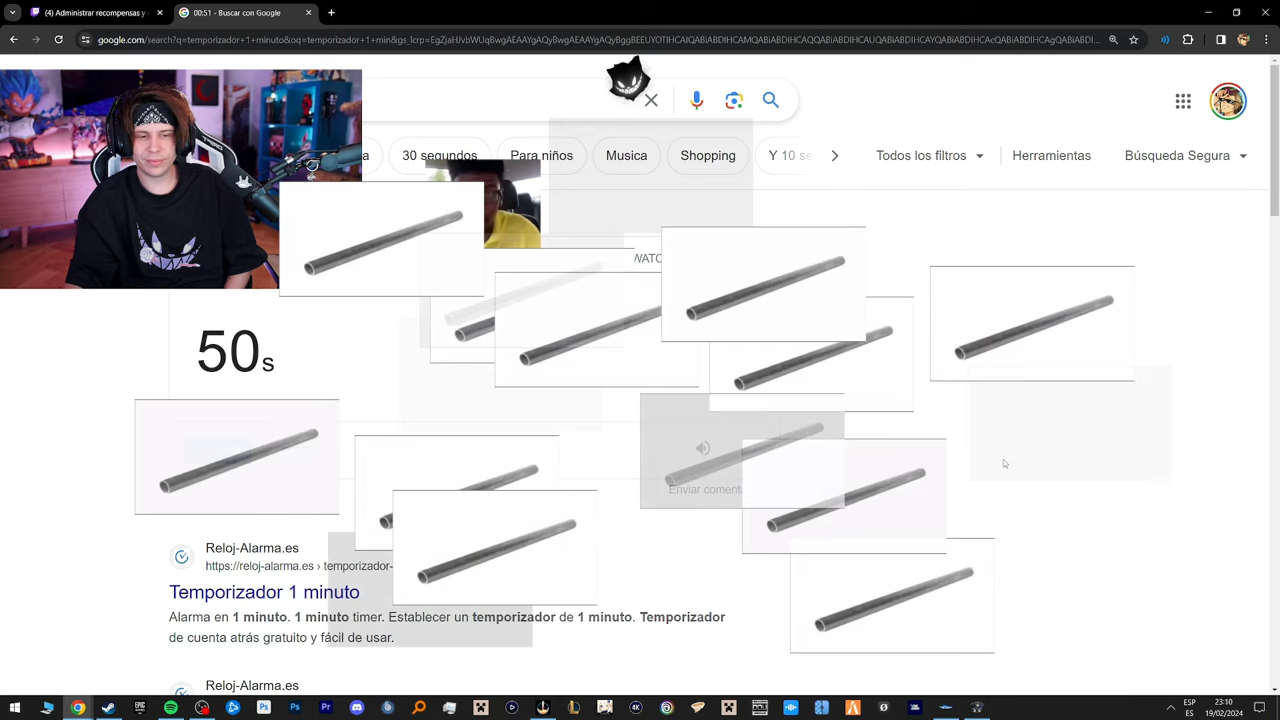 (4) Administrar recompensas y
00:51 - Buscar con Google
google.com/search?q=temporizador+1+minuto&oq=temporizador+1+min&gs_lcrp=
30 segundos
Para niños
Musica
Shopping
Y 10 se
Todos los filtros
Herramientas
Búsqueda Segura
50s
Reloj-Alarma.es
https://reloj-alarma.es › temporizador-
Temporizador 1 minuto
Alarma en 1 minuto. 1 minuto timer. Establecer un temporizador de 1 minuto. Temporizador
de cuenta atrás gratuito y fácil de usar.
Reloj-Alarma.es
ESP
ES
23:10
19/02/2024